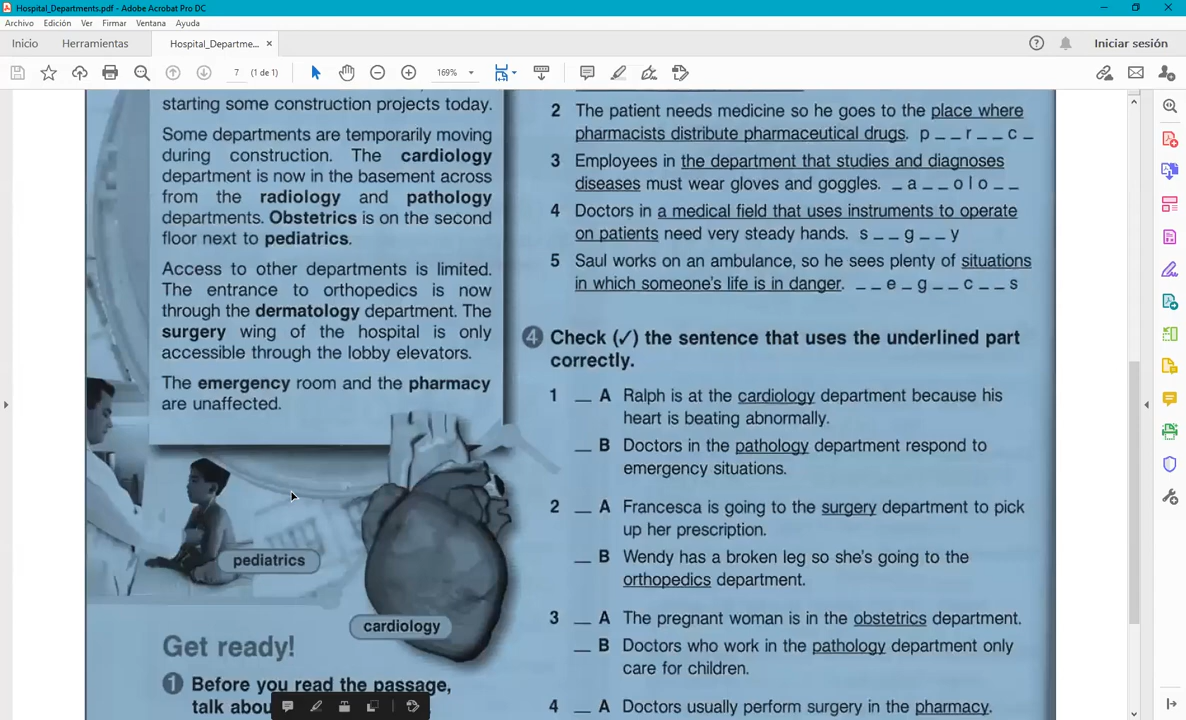 Hospital_Departments.pdf - Adobe Acrobat Pro DC
Archivo Edición Ver Firmar Ventana Ayuda
Inicio Herramientas Hospital_Departme... × Iniciar sesión
7 (1 de 1) 169%
starting some construction projects today.
Some departments are temporarily moving
during construction. The cardiology
department is now in the basement across
from the radiology and pathology
departments. Obstetrics is on the second
floor next to pediatrics.
Access to other departments is limited.
The entrance to orthopedics is now
through the dermatology department. The
surgery wing of the hospital is only
accessible through the lobby elevators.
The emergency room and the pharmacy
are unaffected.
pediatrics
cardiology
Get ready!
1 Before you read the passage,
talk abou
2 The patient needs medicine so he goes to the place where
pharmacists distribute pharmaceutical drugs. p _ _ r _ _ c _
3 Employees in the department that studies and diagnoses
diseases must wear gloves and goggles. _ a _ _ o l o _ _
4 Doctors in a medical field that uses instruments to operate
on patients need very steady hands. s _ _ g _ _ y
5 Saul works on an ambulance, so he sees plenty of situations
in which someone's life is in danger. _ _ e _ g _ _ c _ _ s
4 Check (✓) the sentence that uses the underlined part
correctly.
1 _ A Ralph is at the cardiology department because his
heart is beating abnormally.
_ B Doctors in the pathology department respond to
emergency situations.
2 _ A Francesca is going to the surgery department to pick
up her prescription.
_ B Wendy has a broken leg so she's going to the
orthopedics department.
3 _ A The pregnant woman is in the obstetrics department.
_ B Doctors who work in the pathology department only
care for children.
4 _ A Doctors usually perform surgery in the pharmacy.